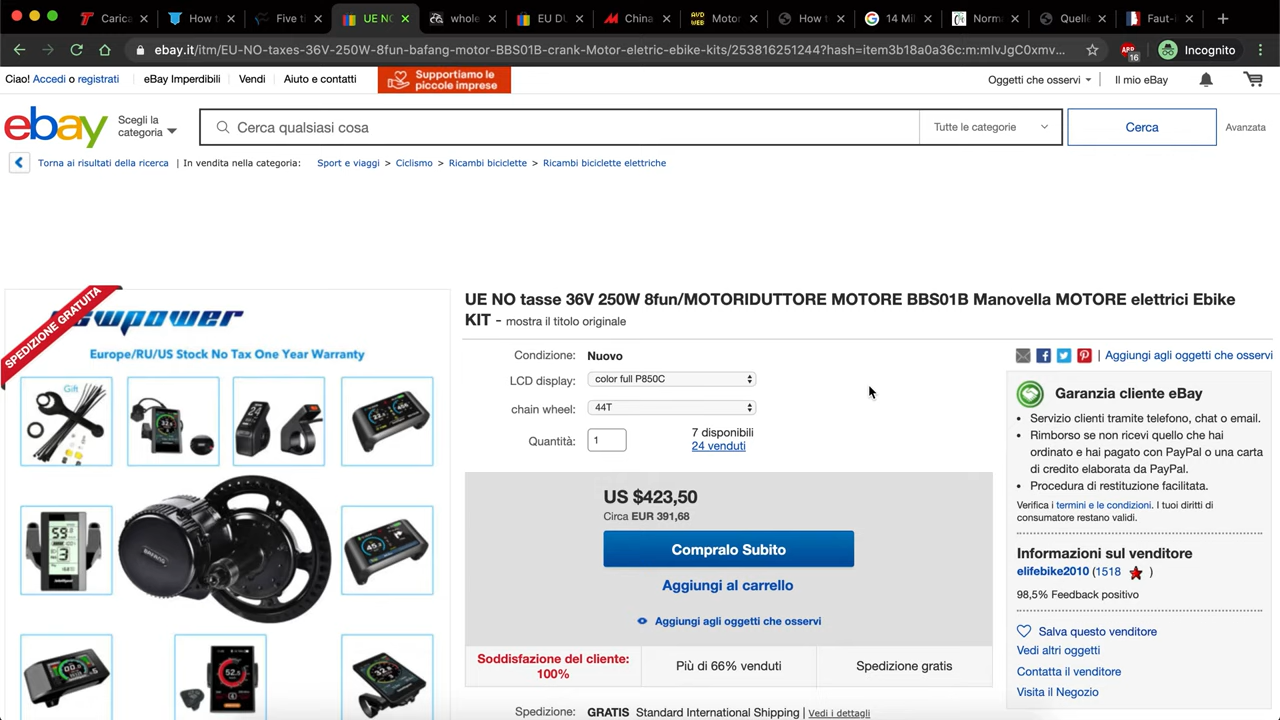 Carica
How t
Five ti
UE NO
whole
EU DU
China
Motor
How t
14 Mil
Norm
Quelle
Faut-l
ebay.it/itm/EU-NO-taxes-36V-250W-8fun-bafang-motor-BBS01B-crank-Motor-eletric-ebike-kits/253816251244?hash=item3b18a0a36c:m:mlvJgC0xmv...
APP
16
Incognito
Ciao! Accedi o registrati
eBay Imperdibili
Vendi
Aiuto e contatti
Supportiamo le
piccole imprese
Oggetti che osservi
Il mio eBay
ebay
Scegli la
categoria
Cerca qualsiasi cosa
Tutte le categorie
Cerca
Avanzata
Torna ai risultati della ricerca | In vendita nella categoria: Sport e viaggi > Ciclismo > Ricambi biciclette > Ricambi biciclette elettriche
SPEDIZIONE GRATUITA
ewpower
Europe/RU/US Stock No Tax One Year Warranty
Gift
BAFANG
UE NO tasse 36V 250W 8fun/MOTORIDUTTORE MOTORE BBS01B Manovella MOTORE elettrici Ebike
KIT - mostra il titolo originale
Condizione: Nuovo
LCD display: color full P850C
chain wheel: 44T
Quantità: 1
7 disponibili
24 venduti
US $423,50
Circa EUR 391,68
Compralo Subito
Aggiungi al carrello
Aggiungi agli oggetti che osservi
Soddisfazione del cliente:
100%
Più di 66% venduti
Spedizione gratis
Spedizione: GRATIS Standard International Shipping | Vedi i dettagli
| Aggiungi agli oggetti che osservi
Garanzia cliente eBay
• Servizio clienti tramite telefono, chat o email.
• Rimborso se non ricevi quello che hai
ordinato e hai pagato con PayPal o una carta
di credito elaborata da PayPal.
• Procedura di restituzione facilitata.
Verifica i termini e le condizioni. I tuoi diritti di
consumatore restano validi.
Informazioni sul venditore
elifebike2010 (1518 )
98,5% Feedback positivo
Salva questo venditore
Vedi altri oggetti
Contatta il venditore
Visita il Negozio